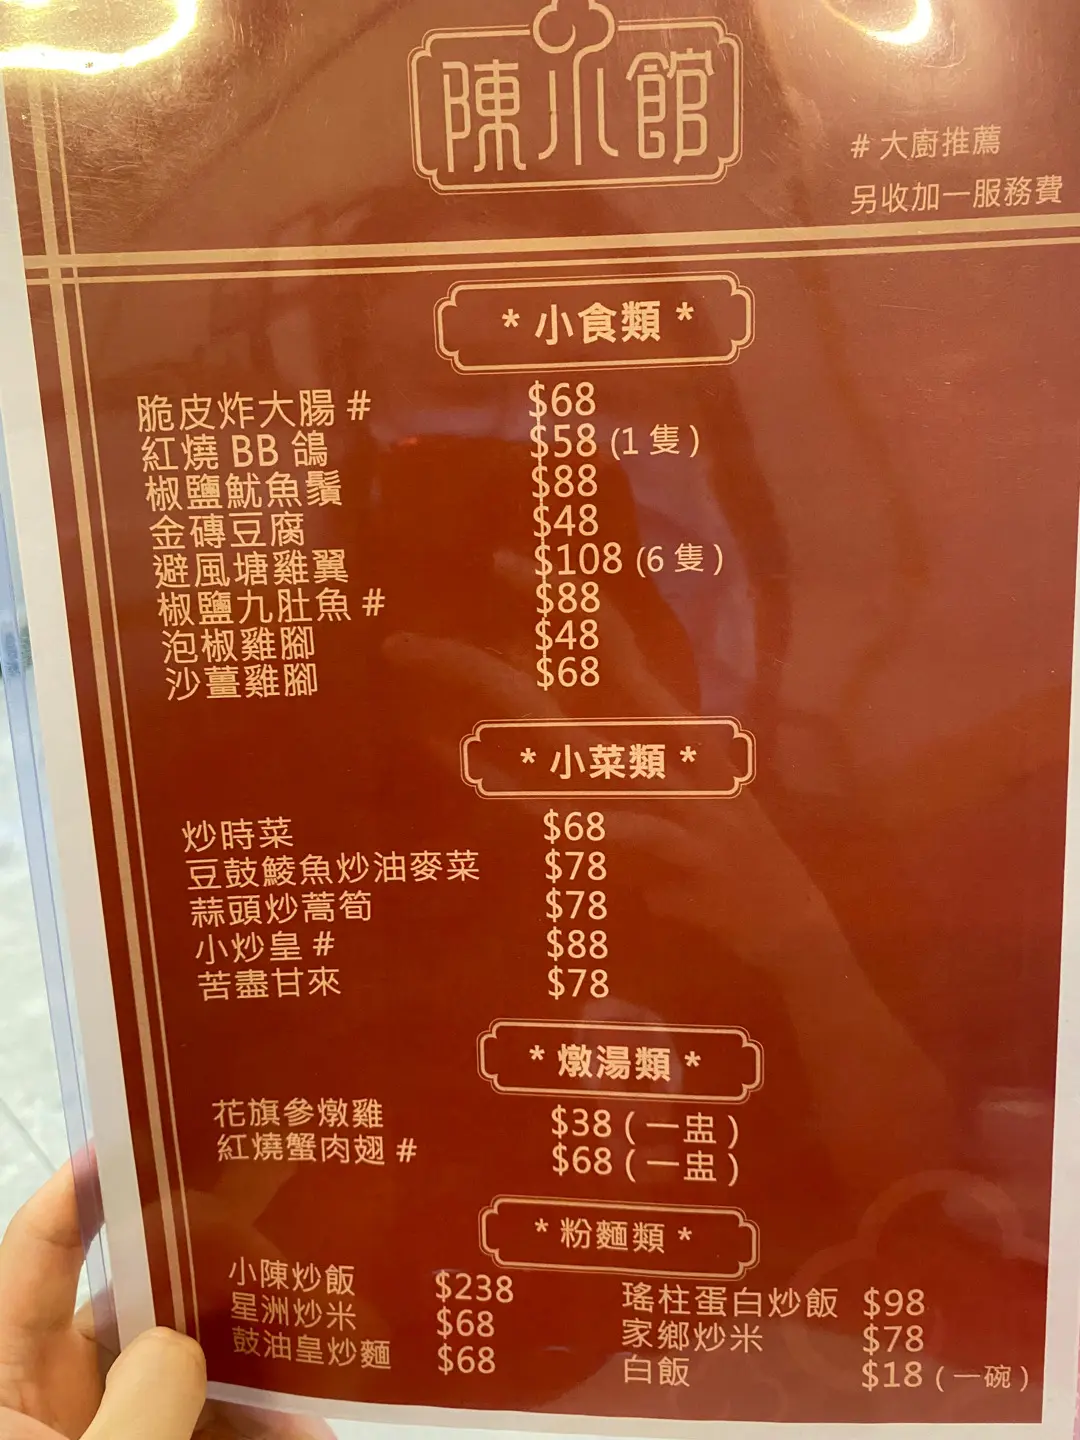 陳小館
# 大廚推薦
另收加一服務費
* 小食類 *
脆皮炸大腸 # $68
紅燒 BB 鴿 $58 (1 隻)
椒鹽魷魚鬚 $88
金磚豆腐 $48
避風塘雞翼 $108 (6 隻)
椒鹽九肚魚 # $88
泡椒雞腳 $48
沙薑雞腳 $68
* 小菜類 *
炒時菜 $68
豆鼓鯪魚炒油麥菜 $78
蒜頭炒蒿筍 $78
小炒皇 # $88
苦盡甘來 $78
* 燉湯類 *
花旗參燉雞 $38 (一盅)
紅燒蟹肉翅 # $68 (一盅)
* 粉麵類 *
小陳炒飯 $238 瑤柱蛋白炒飯 $98
星洲炒米 $68 家鄉炒米 $78
鼓油皇炒麵 $68 白飯 $18 (一碗)